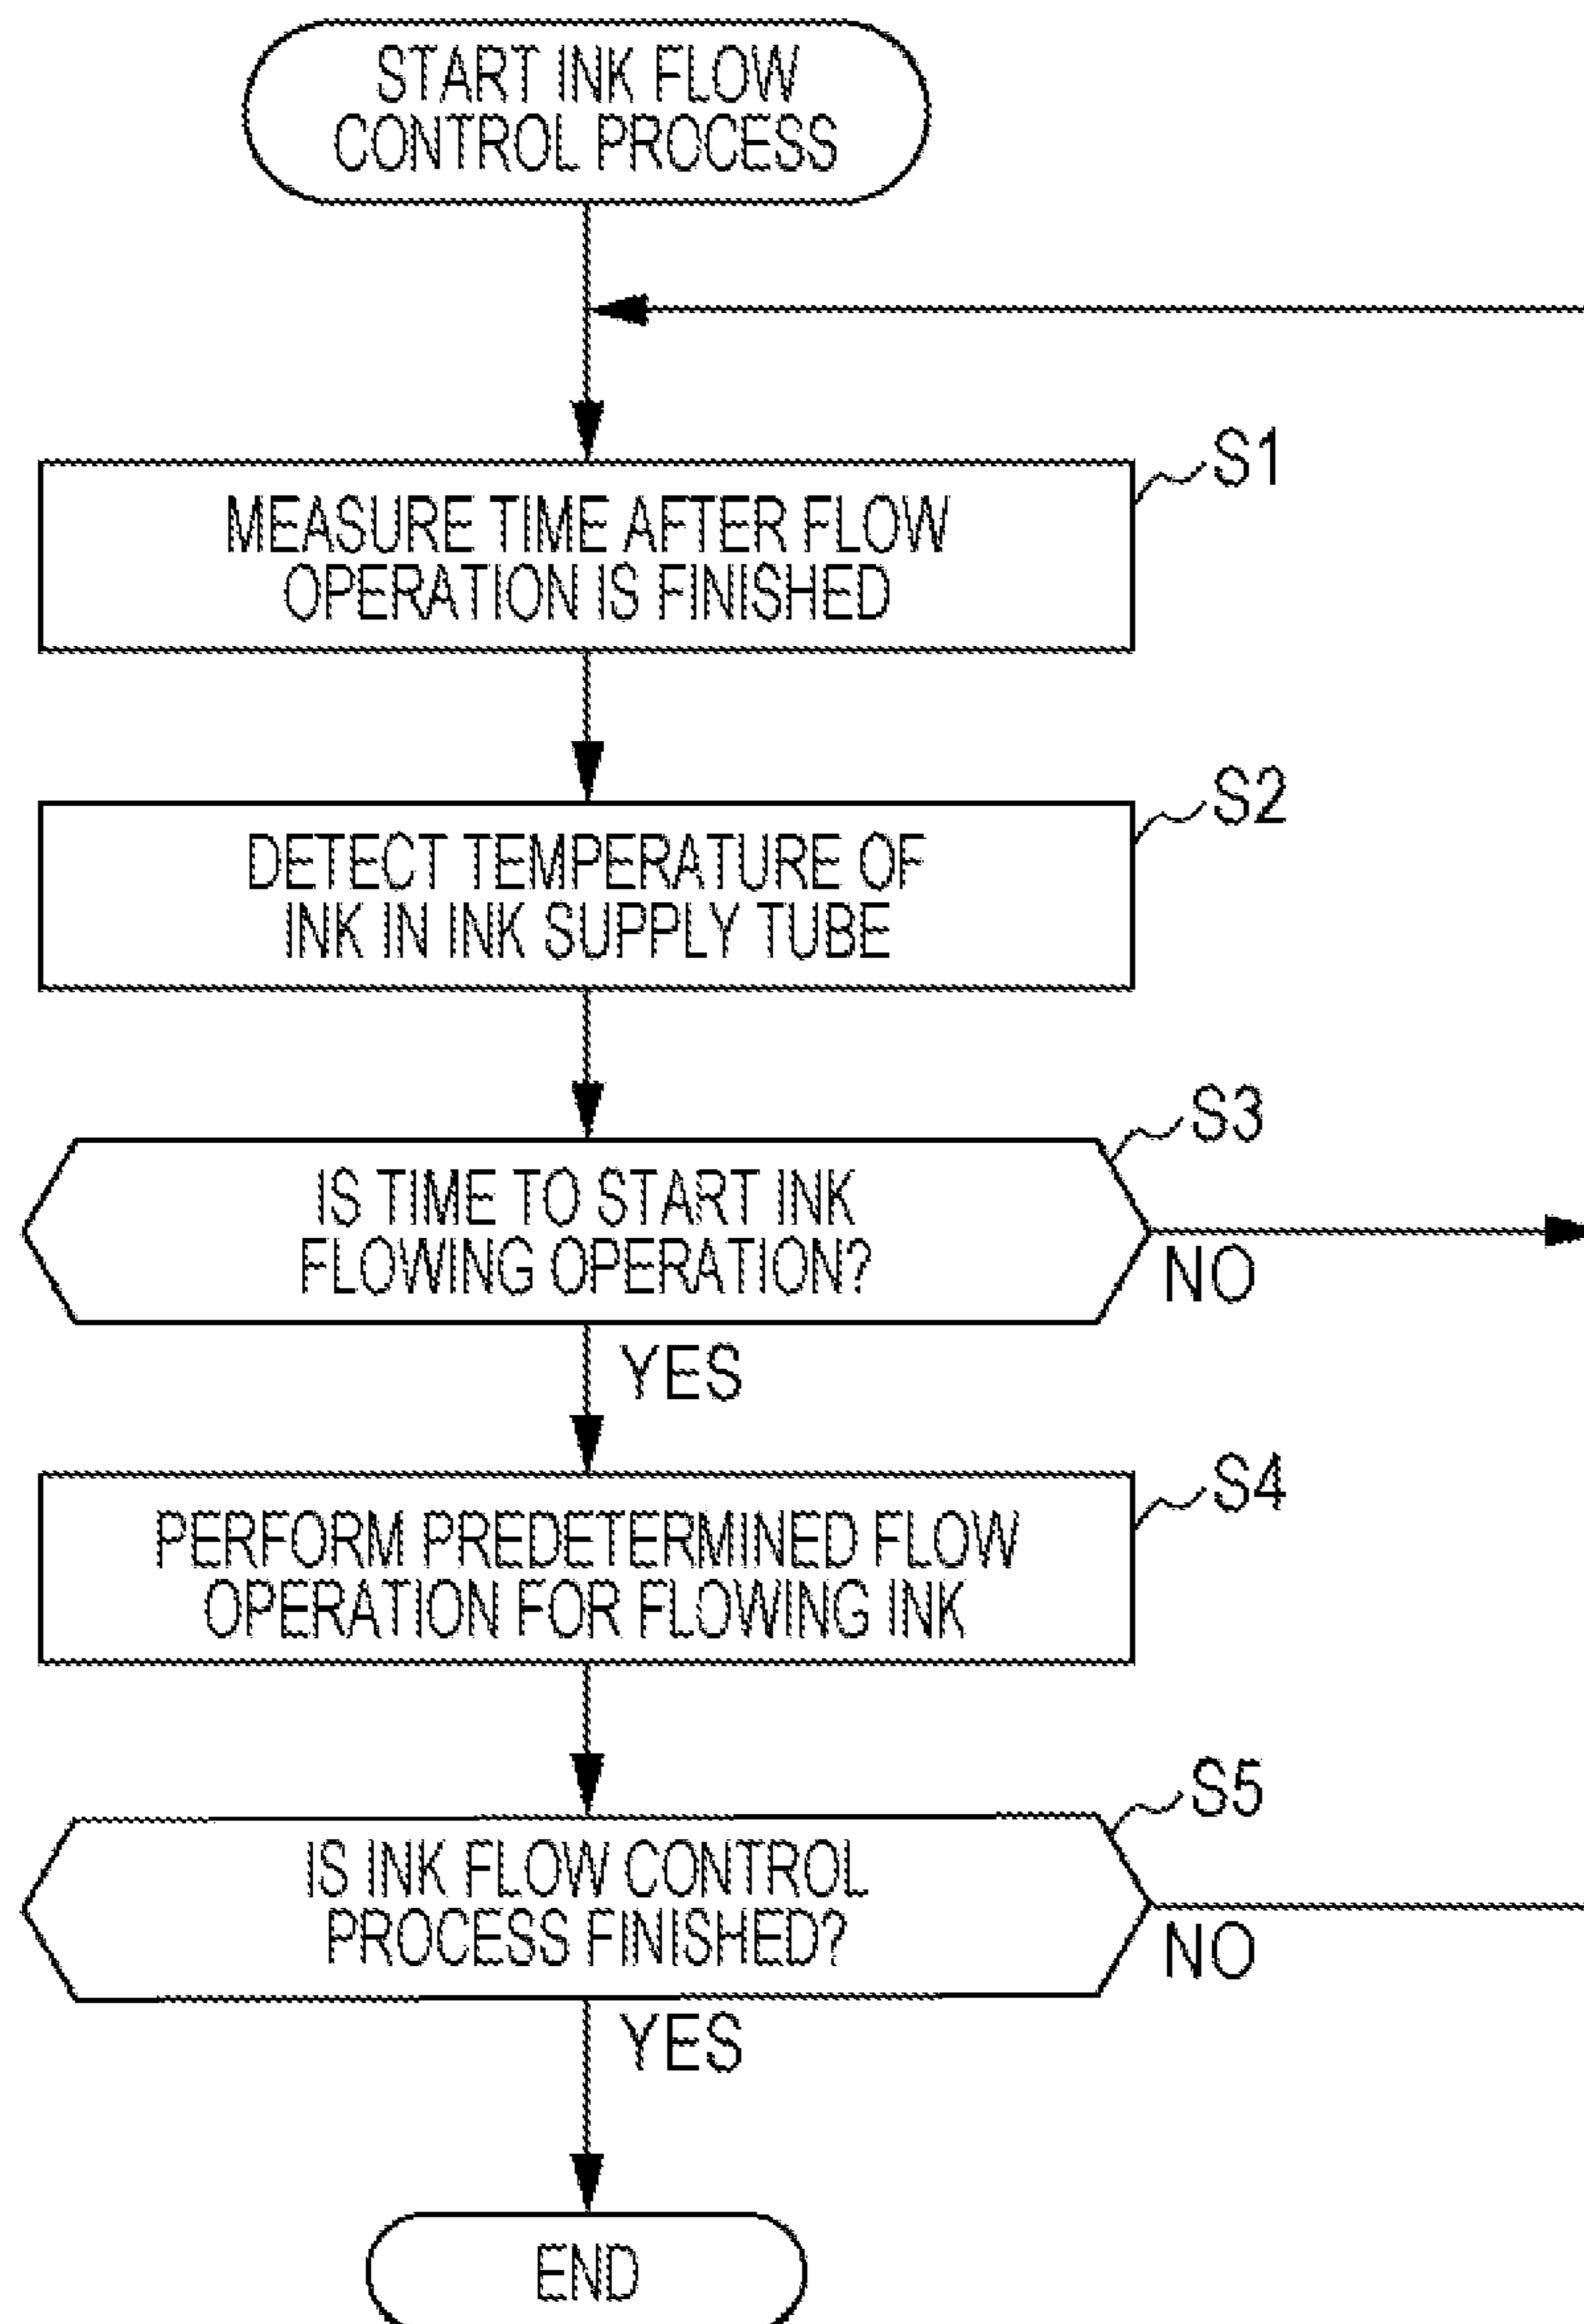 START INK FLOW
CONTROL PROCESS
S1
MEASURE TIME AFTER FLOW
OPERATION IS FINISHED
S2
DETECT TEMPERATURE OF
INK IN INK SUPPLY TUBE
S3
IS TIME TO START INK
FLOWING OPERATION?
NO
YES
S4
PERFORM PREDETERMINED FLOW
OPERATION FOR FLOWING INK
S5
IS INK FLOW CONTROL
PROCESS FINISHED?
NO
YES
END